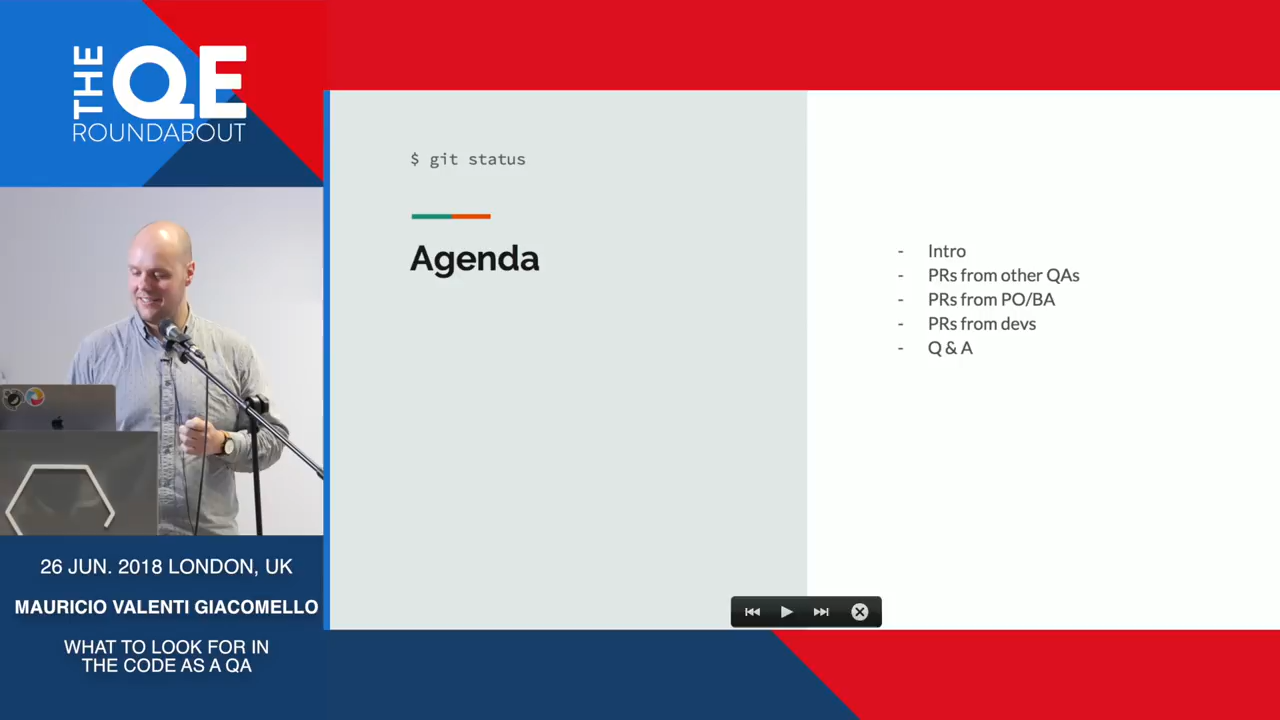 THE QE
ROUNDABOUT
$ git status
Agenda
- Intro
- PRs from other QAs
- PRs from PO/BA
- PRs from devs
- Q & A
26 JUN. 2018 LONDON, UK
MAURICIO VALENTI GIACOMELLO
WHAT TO LOOK FOR IN
THE CODE AS A QA